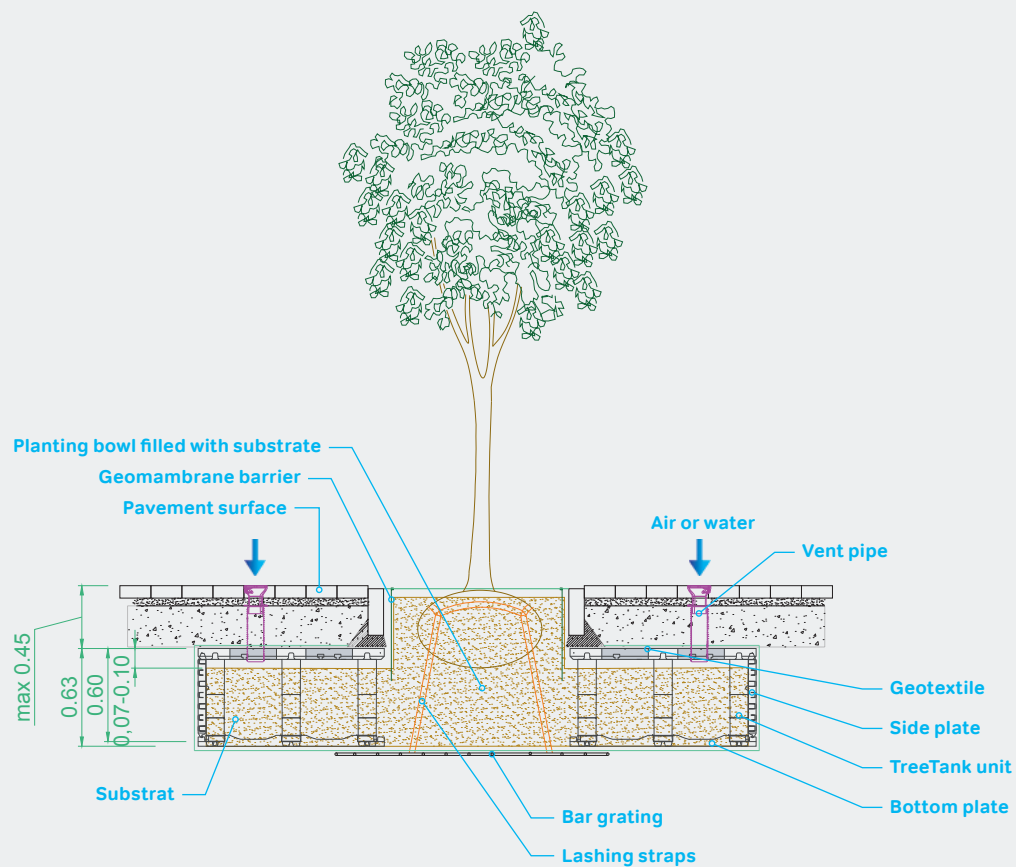 Planting bowl filled with substrate
Geomambrane barrier
Pavement surface
Air or water
Vent pipe
max 0.45
0.63
0.60
0,07-0.10
Geotextile
Side plate
TreeTank unit
Bottom plate
Substrat
Bar grating
Lashing straps